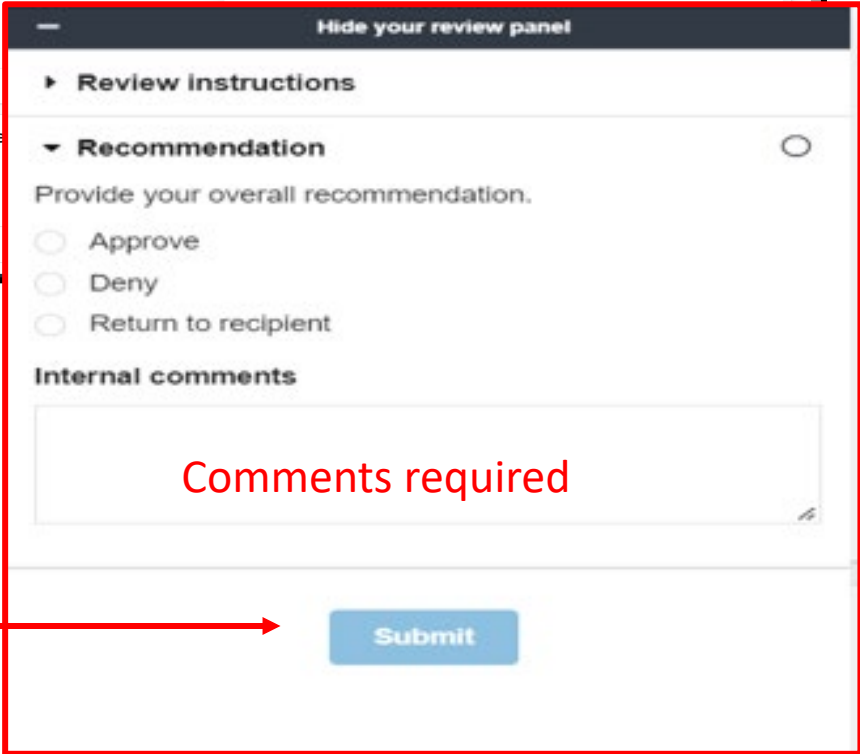 Hide your review panel
Review instructions
Recommendation
Provide your overall recommendation.
Approve
Deny
Return to recipient
Internal comments
Comments required
Submit